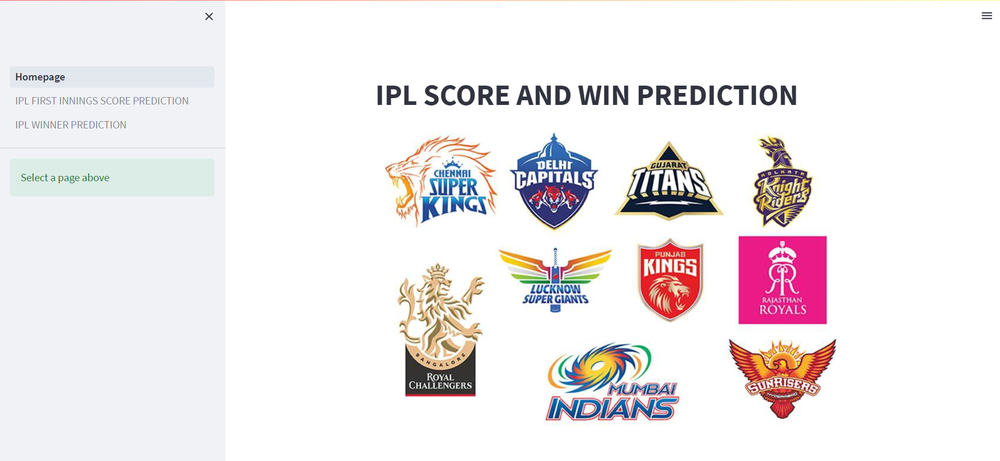 Homepage
IPL FIRST INNINGS SCORE PREDICTION
IPL WINNER PREDICTION
Select a page above
IPL SCORE AND WIN PREDICTION
CHENNAI
SUPER
KINGS
DELHI
CAPITALS
GUJARAT
TITANS
KOLKATA
Knight
Riders
BANGALORE
ROYAL
CHALLENGERS
LUCKNOW
SUPER GIANTS
PUNJAB
KINGS
RAJASTHAN
ROYALS
MUMBAI
INDIANS
SUNRISERS
HYDERABAD